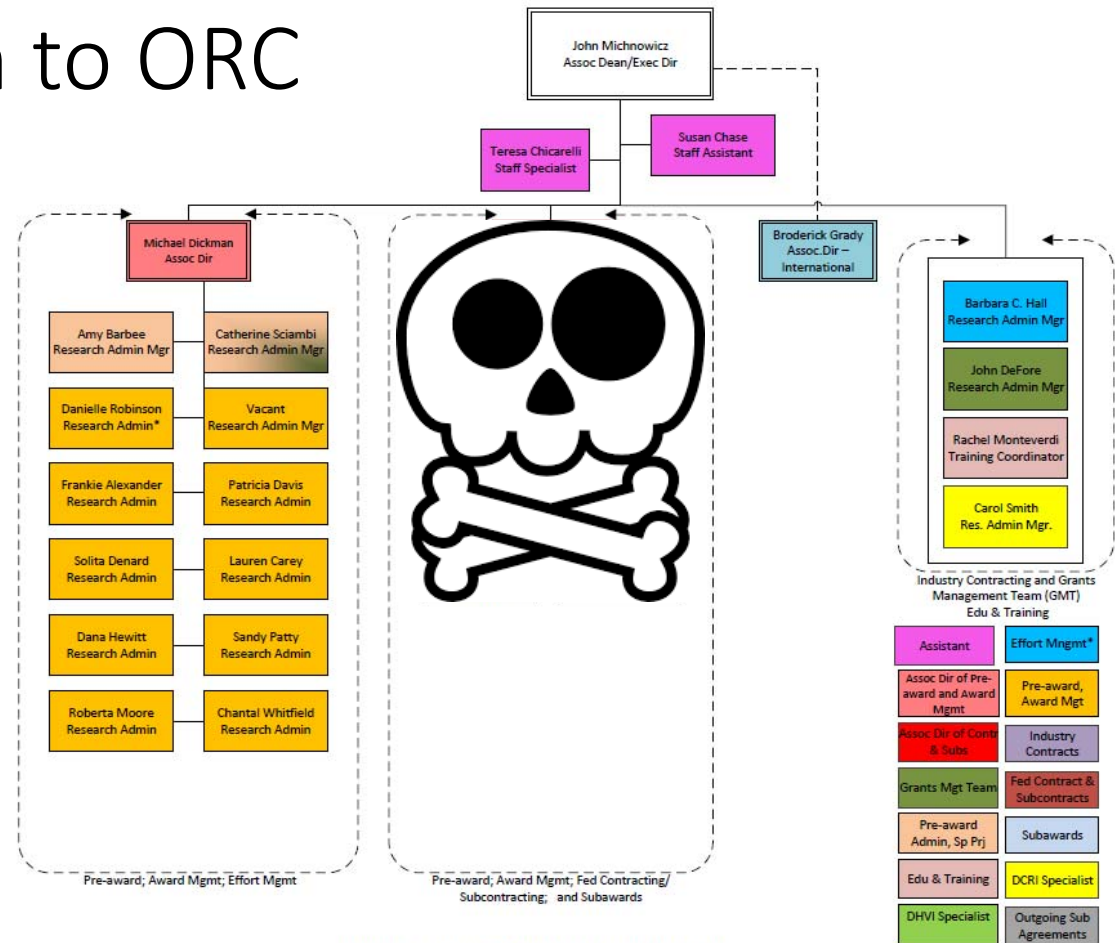 to ORC
John Michnowicz
Assoc Dean/Exec Dir
Teresa Chicarelli
Staff Specialist
Susan Chase
Staff Assistant
Michael Dickman
Assoc Dir
Broderick Grady
Assoc.Dir –
International
Amy Barbee
Research Admin Mgr
Catherine Sciambi
Research Admin Mgr
Danielle Robinson
Research Admin*
Vacant
Research Admin Mgr
Frankie Alexander
Research Admin
Patricia Davis
Research Admin
Solita Denard
Research Admin
Lauren Carey
Research Admin
Dana Hewitt
Research Admin
Sandy Patty
Research Admin
Roberta Moore
Research Admin
Chantal Whitfield
Research Admin
Pre-award; Award Mgmt; Effort Mgmt
Pre-award; Award Mgmt; Fed Contracting/
Subcontracting; and Subawards
Barbara C. Hall
Research Admin Mgr
John DeFore
Research Admin Mgr
Rachel Monteverdi
Training Coordinator
Carol Smith
Res. Admin Mgr.
Industry Contracting and Grants
Management Team (GMT)
Edu & Training
Assistant
Effort Mngmt*
Assoc Dir of Pre-
award and Award
Mgmt
Pre-award,
Award Mgt
Assoc Dir of Contr
& Subs
Industry
Contracts
Grants Mgt Team
Fed Contract &
Subcontracts
Pre-award
Admin, Sp Prj
Subawards
Edu & Training
DCRI Specialist
DHVI Specialist
Outgoing Sub
Agreements